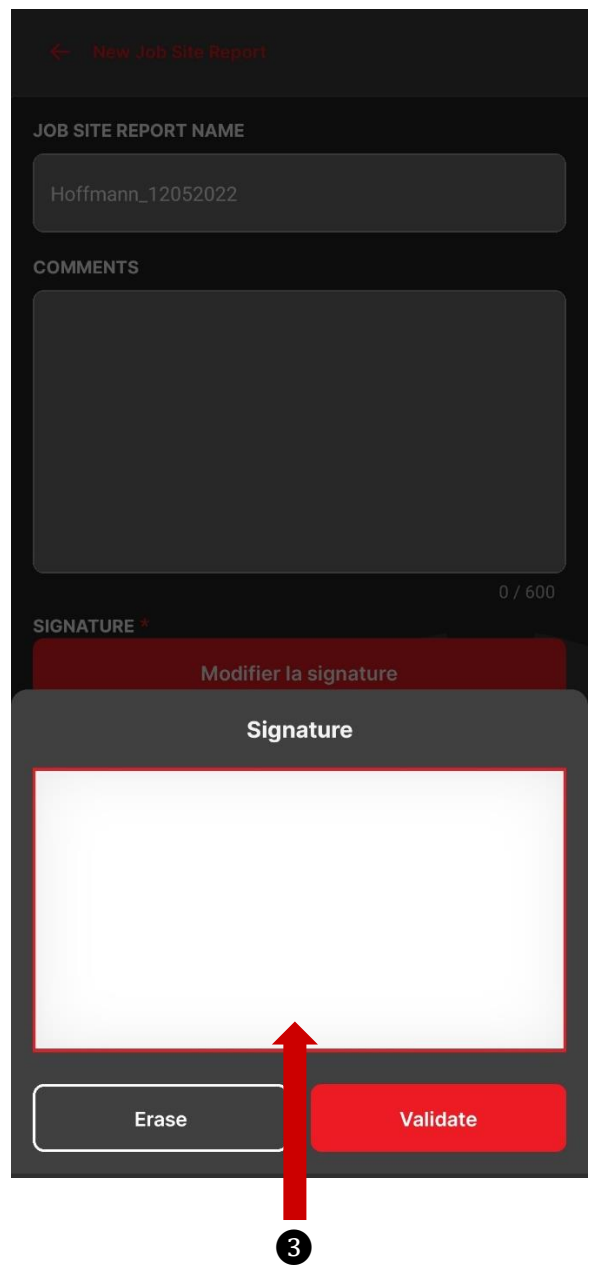 ← New Job Site Report
JOB SITE REPORT NAME
Hoffmann_12052022
COMMENTS
0 / 600
SIGNATURE *
Modifier la signature
Signature
Erase
Validate
❸